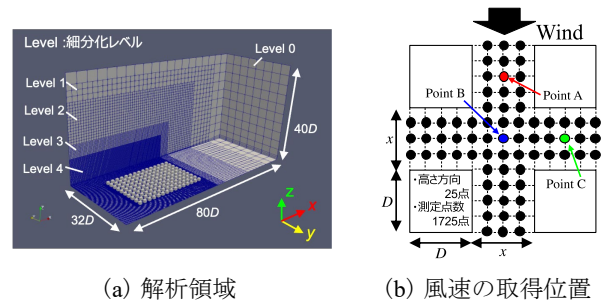 Level :細分化レベル
Level 0
Level 1
Level 2
Level 3
Level 4
40D
32D
80D
z
x
y
(a) 解析領域
Wind
Point B
Point A
x
Point C
D
・高さ方向
25点
・測定点数
1725点
D
x
(b) 風速の取得位置